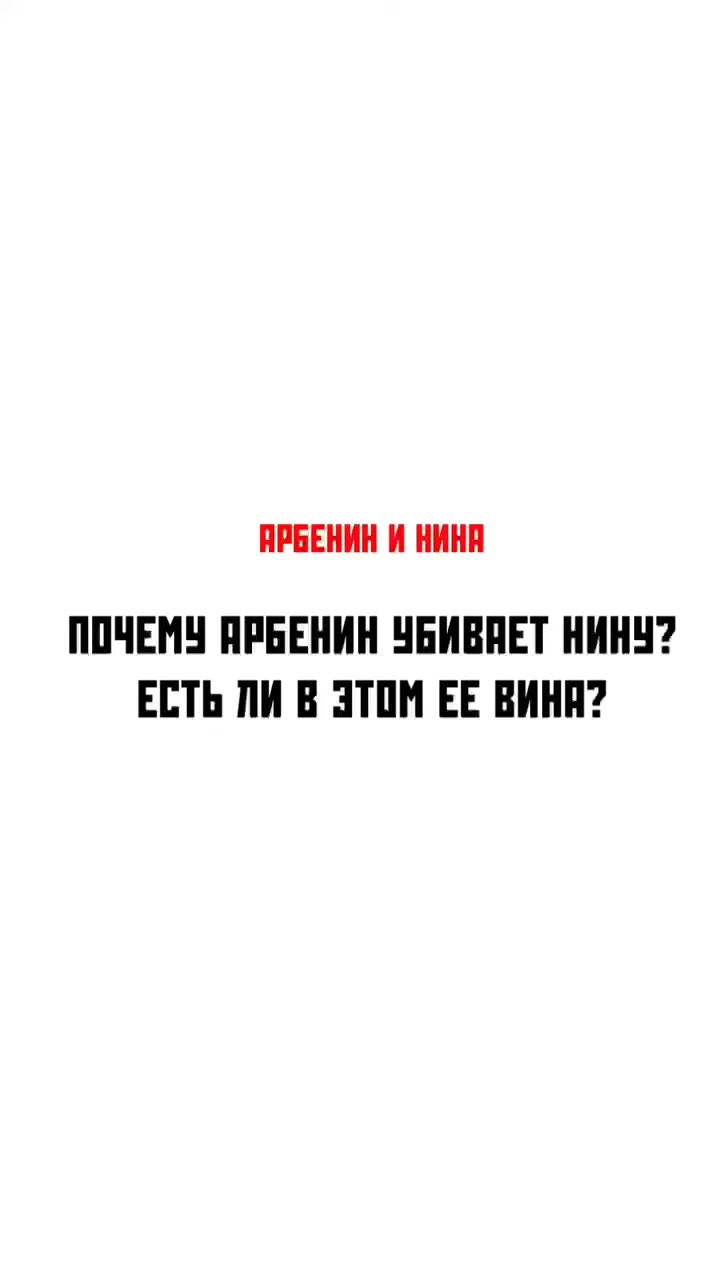 АРБЕНИН И НИНА
ПОЧЕМУ АРБЕНИН УБИВАЕТ НИНУ?
ЕСТЬ ЛИ В ЭТОМ ЕЕ ВИНА?